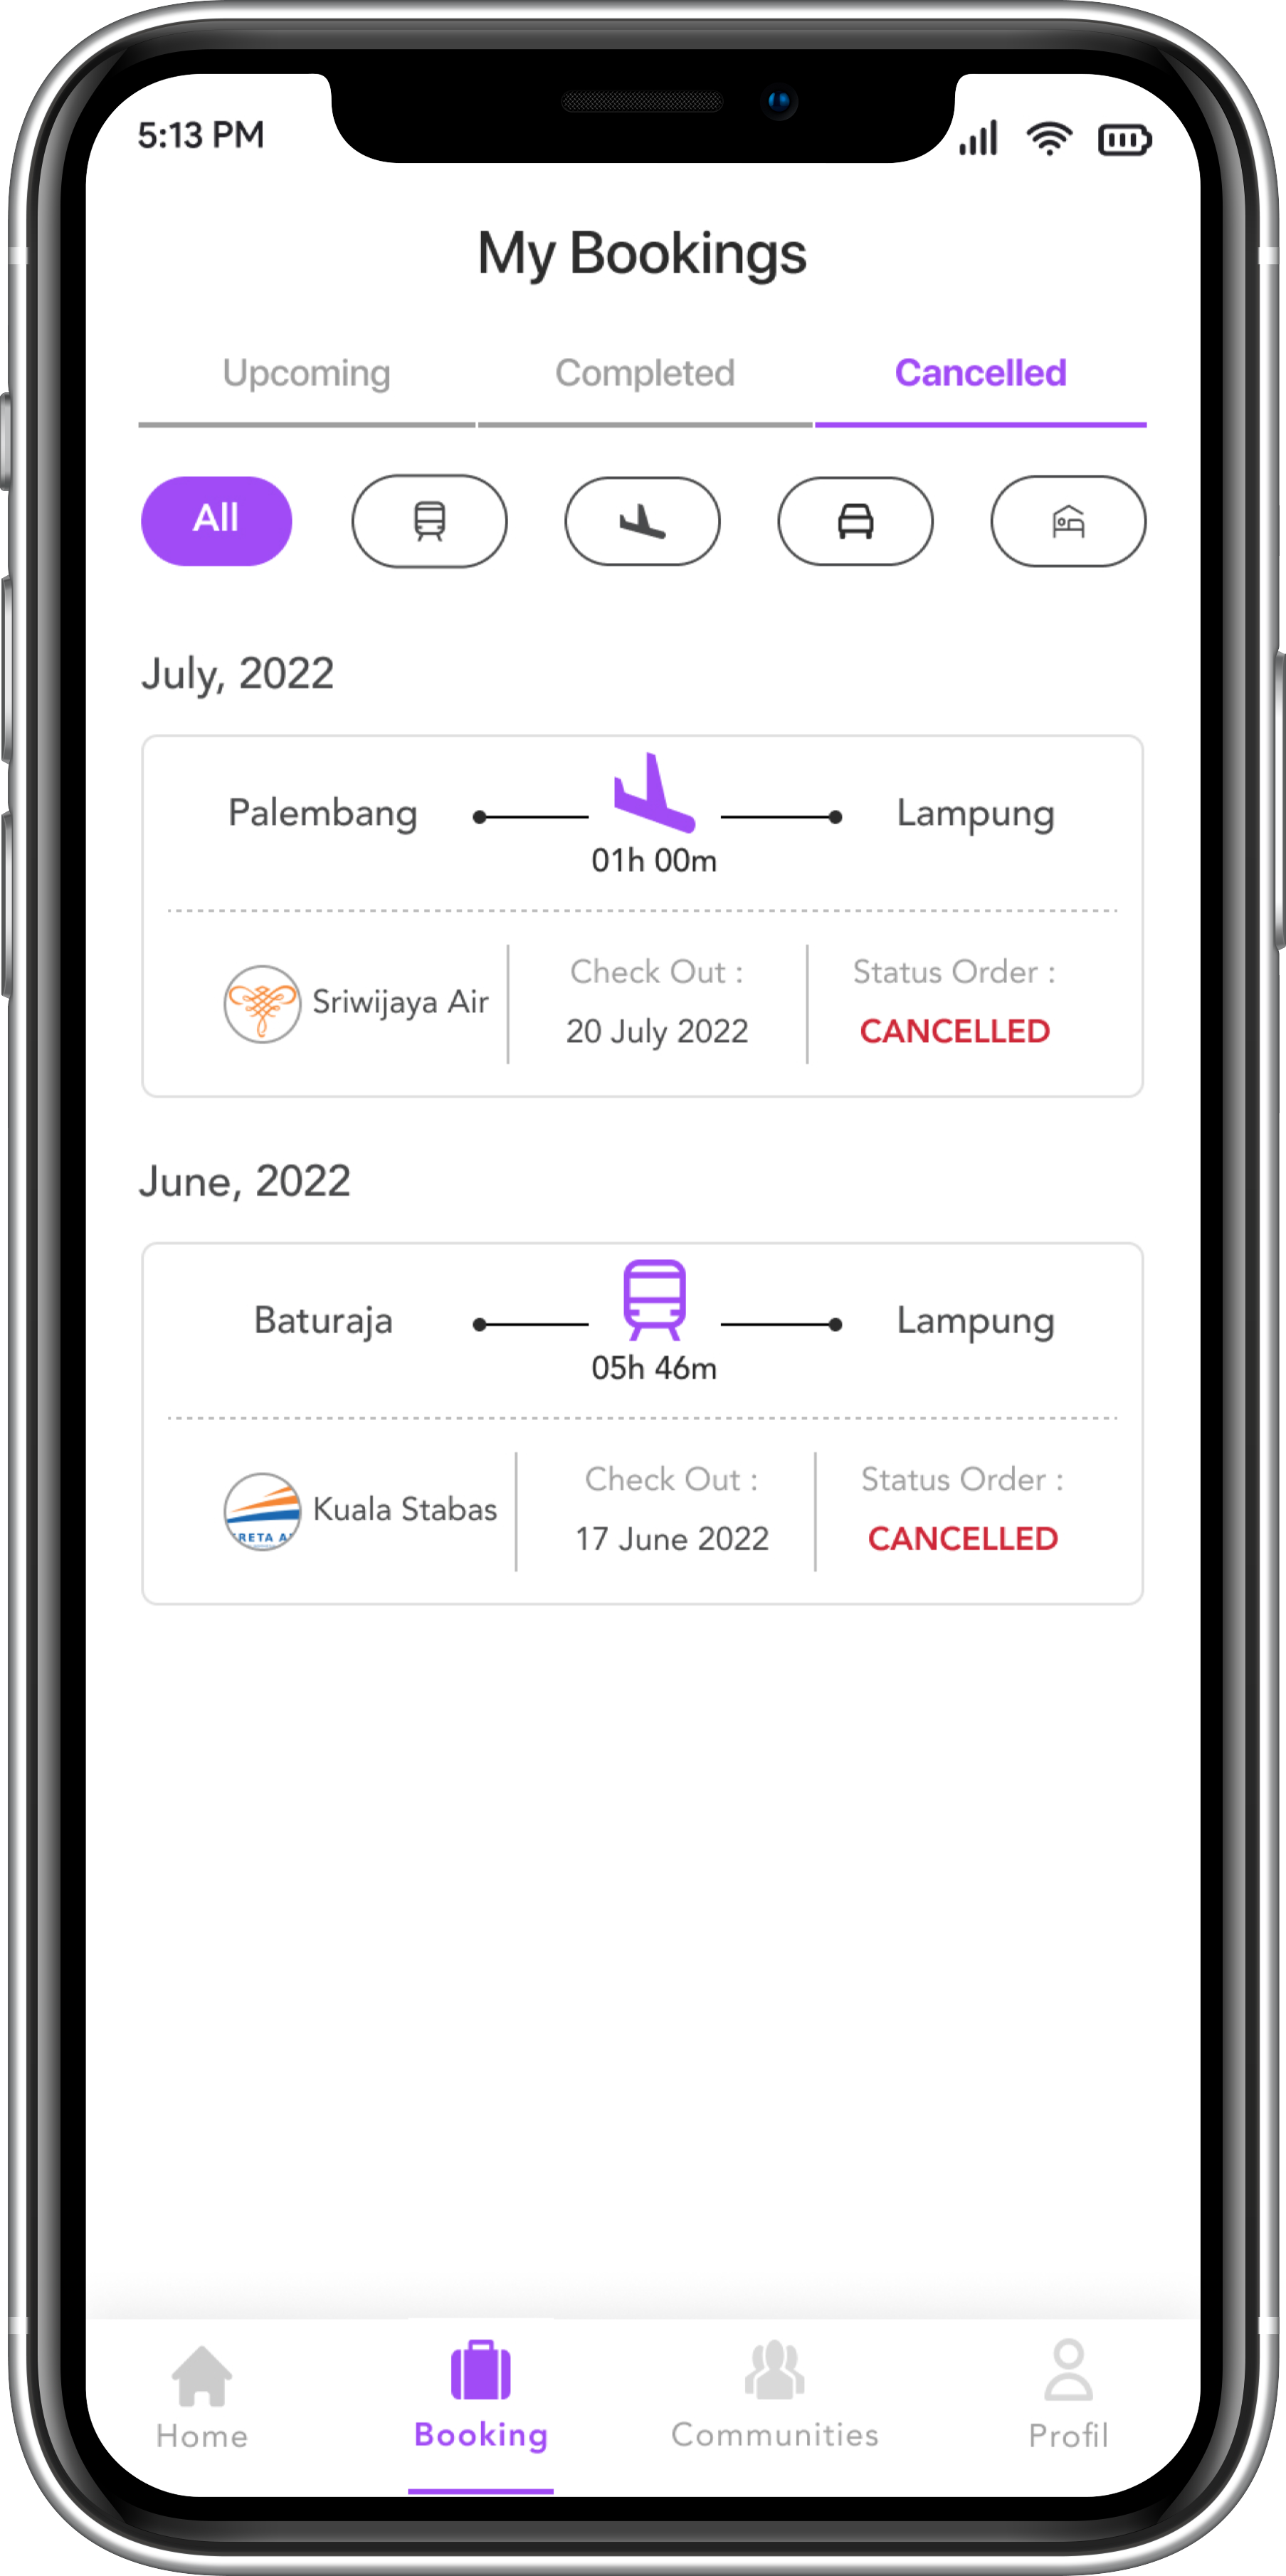 5:13 PM
My Bookings
Upcoming Completed Cancelled
All
July, 2022
Palembang Lampung
01h 00m
Sriwijaya Air
Check Out :
20 July 2022
Status Order :
CANCELLED
June, 2022
Baturaja Lampung
05h 46m
RETA A
Kuala Stabas
Check Out :
17 June 2022
Status Order :
CANCELLED
Home Booking Communities Profil